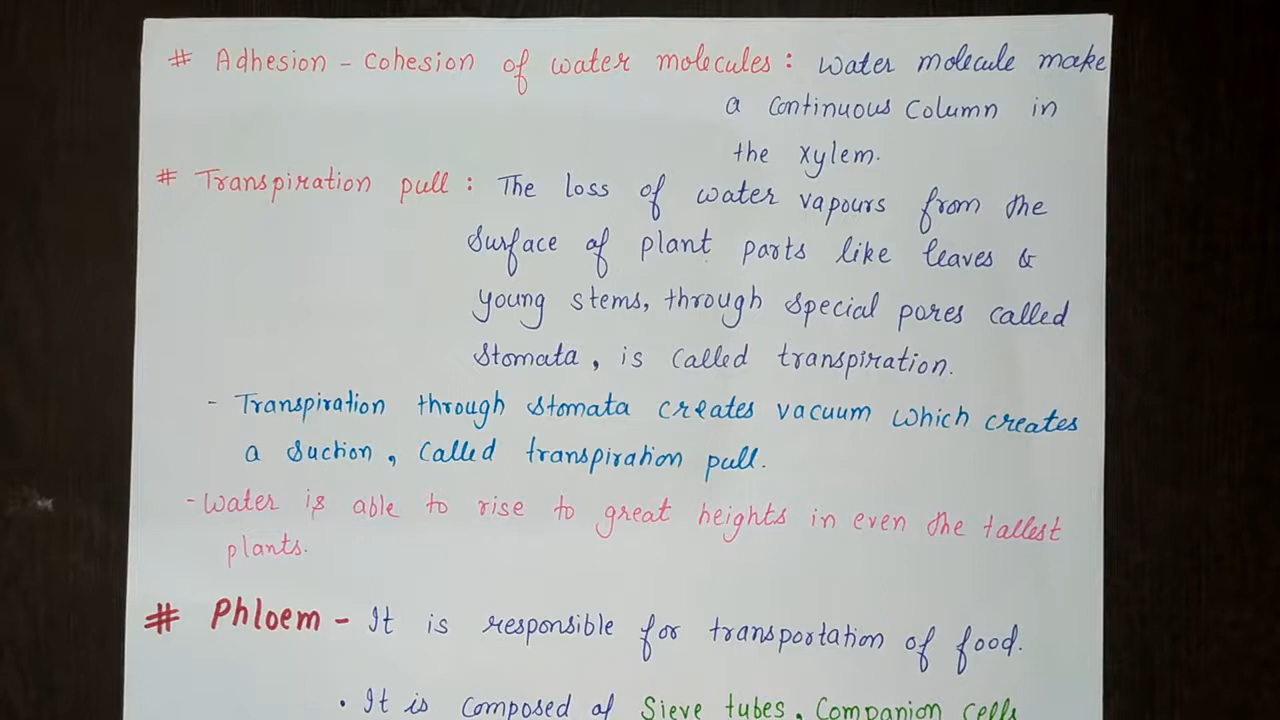 # Adhesion - cohesion of water molecules : water molecule make
a continuous column in
the xylem.
# Transpiration pull : The loss of water vapours from the
surface of plant parts like leaves &
young stems, through special pores called
stomata, is called transpiration.
- Transpiration through stomata creates vacuum which creates
a suction, called transpiration pull.
- Water is able to rise to great heights in even the tallest
plants.
# Phloem - It is responsible for transportation of food.
• It is composed of Sieve tubes, Companion cells